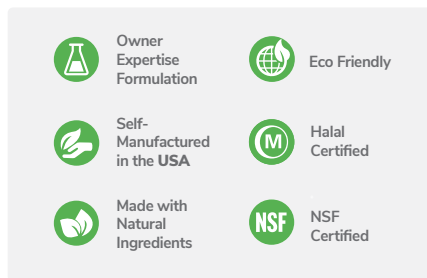 Owner
Expertise
Formulation
Eco Friendly
Self-
Manufactured
in the USA
M
Halal
Certified
Made with
Natural
Ingredients
NSF
NSF
Certified